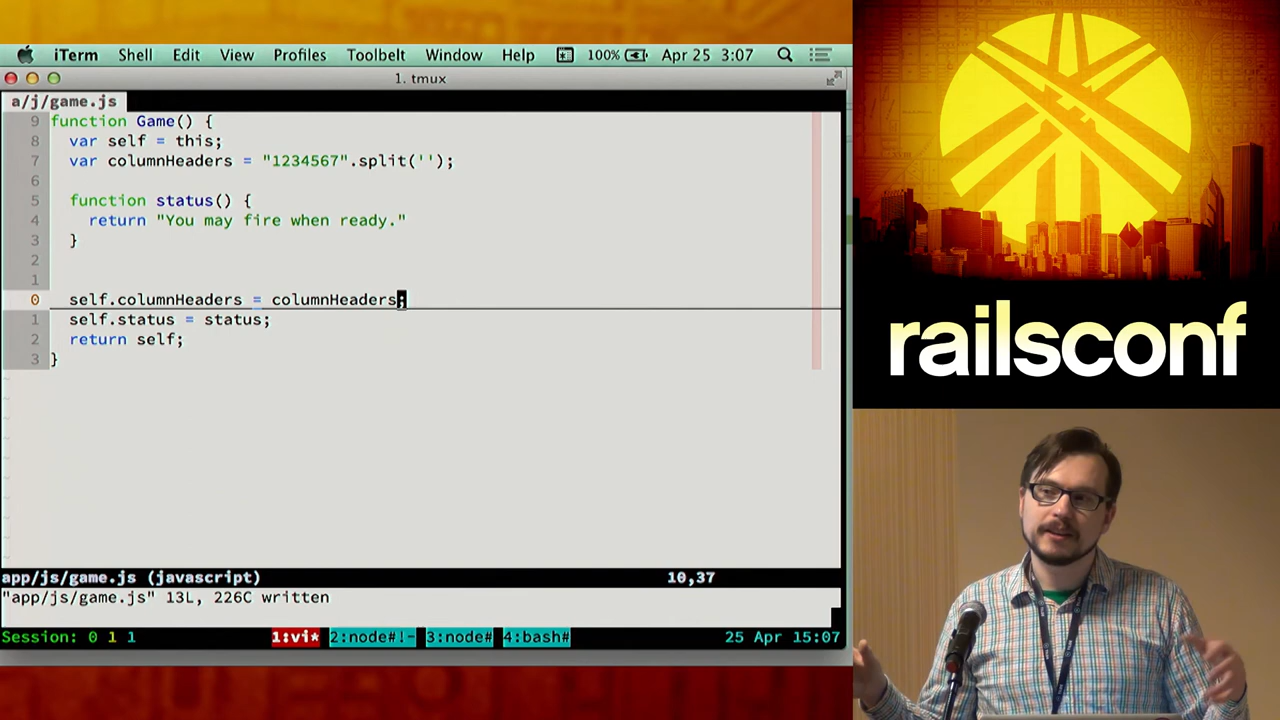 iTerm Shell Edit View Profiles Toolbelt Window Help 100% Apr 25 3:07
1. tmux
a/j/game.js
9 function Game() {
8 var self = this;
7 var columnHeaders = "1234567".split('');
6
5 function status() {
4 return "You may fire when ready."
3 }
2
1
0 self.columnHeaders = columnHeaders;
1 self.status = status;
2 return self;
3 }
~
~
~
~
~
~
~
~
~
app/js/game.js (javascript) 10,37
"app/js/game.js" 13L, 226C written
Session: 0 1 1 1:vi* 2:node#!- 3:node# 4:bash# 25 Apr 15:07
railsconf